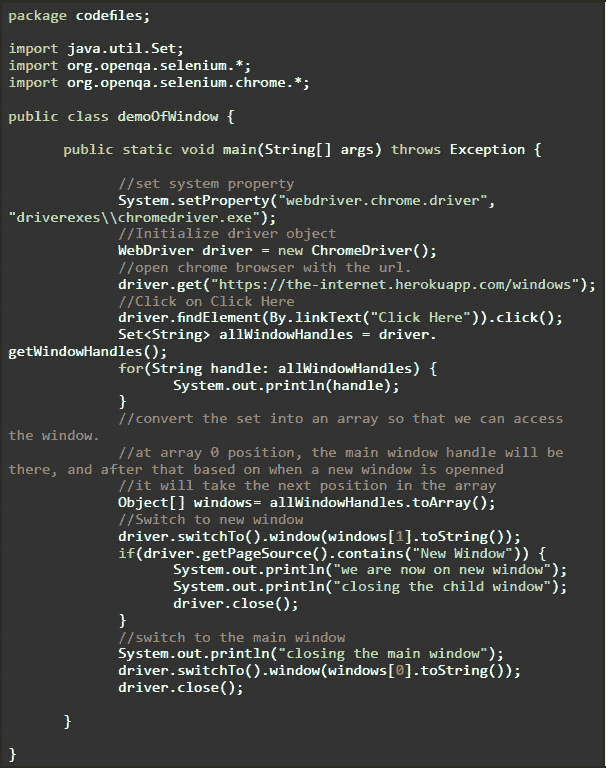 package codefiles;
import java.util.Set;
import org.openqa.selenium.*;
import org.openqa.selenium.chrome.*;
public class demoOfWindow {
public static void main(String[] args) throws Exception {
//set system property
System.setProperty("webdriver.chrome.driver",
"driverexes\\chromedriver.exe");
//Initialize driver object
WebDriver driver = new ChromeDriver();
//open chrome browser with the url.
driver.get("https://the-internet.herokuapp.com/windows");
//Click on Click Here
driver.findElement(By.linkText("Click Here")).click();
Set<String> allWindowHandles = driver.
getWindowHandles();
for(String handle: allWindowHandles) {
System.out.println(handle);
}
//convert the set into an array so that we can access
the window.
//at array 0 position, the main window handle will be
there, and after that based on when a new window is openned
//it will take the next position in the array
Object[] windows= allWindowHandles.toArray();
//Switch to new window
driver.switchTo().window(windows[1].toString());
if(driver.getPageSource().contains("New Window")) {
System.out.println("we are now on new window");
System.out.println("closing the child window");
driver.close();
}
//switch to the main window
System.out.println("closing the main window");
driver.switchTo().window(windows[0].toString());
driver.close();
}
}